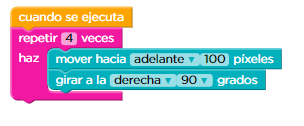 cuando se ejecuta
repetir 4 veces
haz mover hacia adelante ▼ 100 píxeles
girar a la derecha ▼ 90 ▼ grados